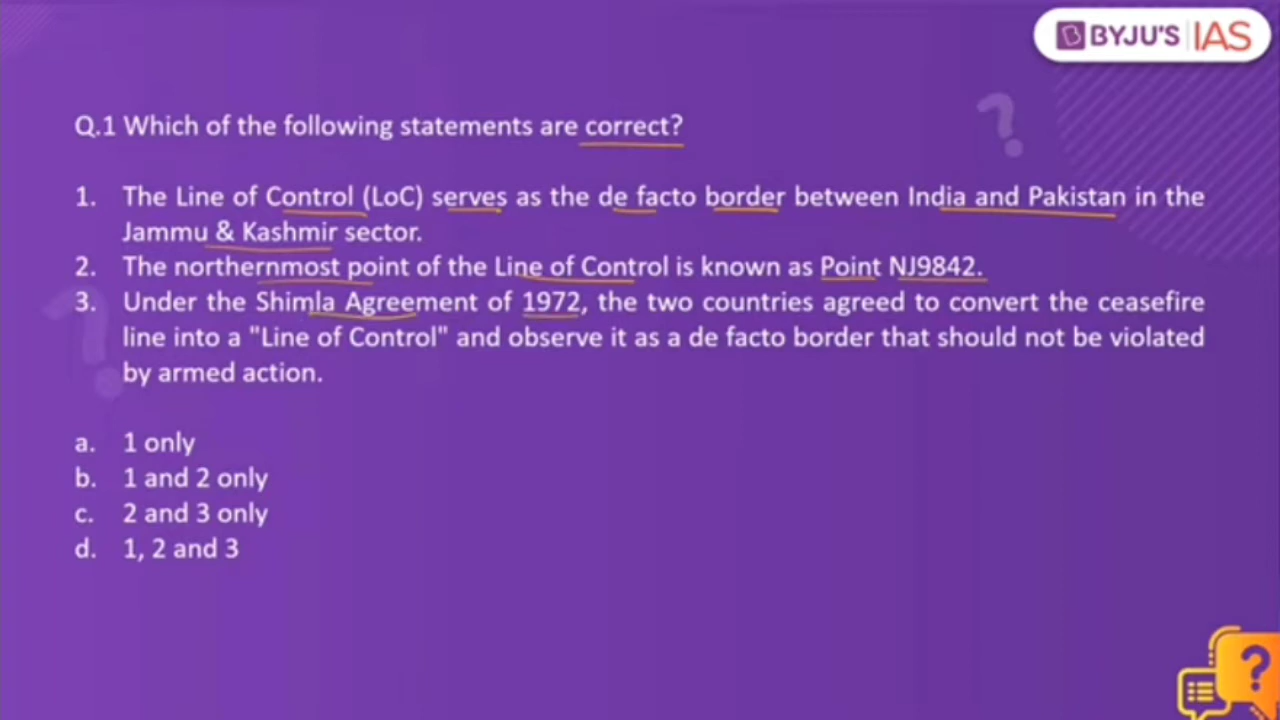 BYJU'S IAS
Q.1 Which of the following statements are correct?
1. The Line of Control (LoC) serves as the de facto border between India and Pakistan in the
Jammu & Kashmir sector.
2. The northernmost point of the Line of Control is known as Point NJ9842.
3. Under the Shimla Agreement of 1972, the two countries agreed to convert the ceasefire
line into a "Line of Control" and observe it as a de facto border that should not be violated
by armed action.
a. 1 only
b. 1 and 2 only
c. 2 and 3 only
d. 1, 2 and 3